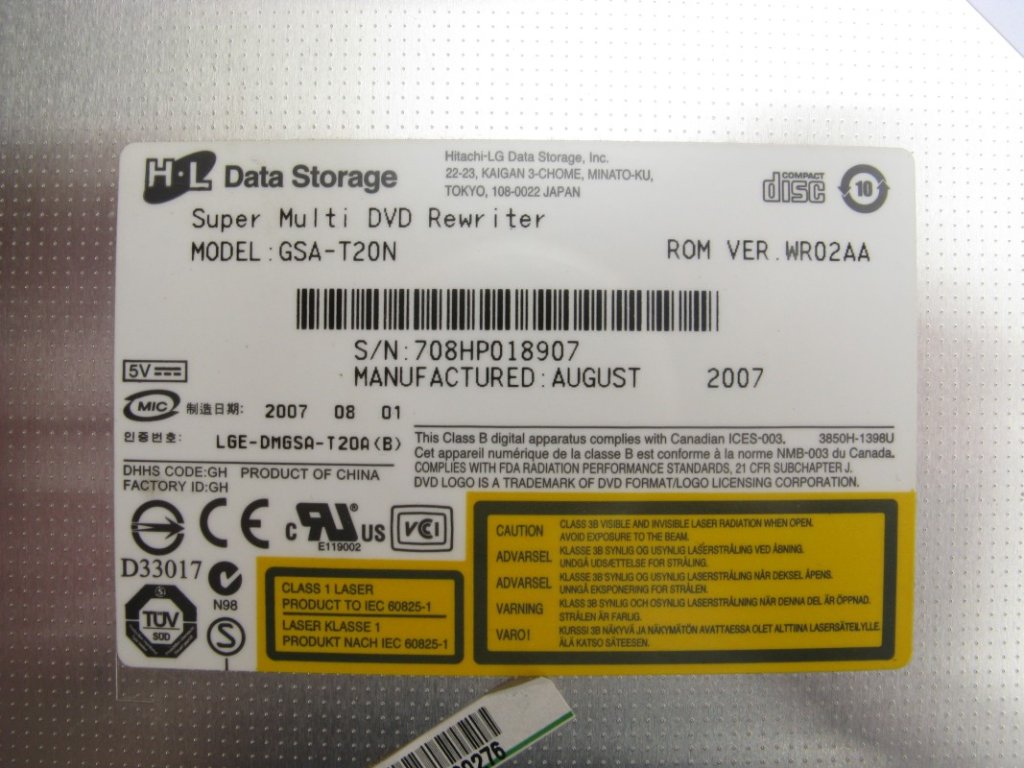 H·L Data Storage
Hitachi-LG Data Storage, Inc.
22-23, KAIGAN 3-CHOME, MINATO-KU,
TOKYO, 108-0022 JAPAN
COMPACT
disc
10
Super Multi DVD Rewriter
MODEL:GSA-T20N
ROM VER.WR02AA
S/N:708HP018907
MANUFACTURED:AUGUST 2007
5V
MIC
制造日期: 2007 08 01
인증번호: LGE-DMGSA-T20A(B)
This Class B digital apparatus complies with Canadian ICES-003. 3850H-1398U
Cet appareil numérique de la classe B est conforme à la norme NMB-003 du Canada.
COMPLIES WITH FDA RADIATION PERFORMANCE STANDARDS, 21 CFR SUBCHAPTER J.
DVD LOGO IS A TRADEMARK OF DVD FORMAT/LOGO LICENSING CORPORATION.
DHHS CODE:GH PRODUCT OF CHINA
FACTORY ID:GH
CE
C UR US
E119002
VCI
D33017
N98
TÜV
SÜD
S
CLASS 1 LASER
PRODUCT TO IEC 60825-1
LASER KLASSE 1
PRODUKT NACH IEC 60825-1
CAUTION CLASS 3B VISIBLE AND INVISIBLE LASER RADIATION WHEN OPEN.
AVOID EXPOSURE TO THE BEAM.
ADVARSEL KLASSE 3B SYNLIG OG USYNLIG LASERSTRÅLING VED ÅBNING.
UNDGÅ UDSÆTTELSE FOR STRÅLING.
ADVARSEL KLASSE 3B SYNLIG OG USYNLIG LASERSTRÅLING NÅR DEKSEL ÅPENS.
UNNGÅ EKSPONERING FOR STRÅLEN.
VARNING KLASS 3B SYNLIG OCH OSYNLIG LASERSTRÅLNING NÄR DENNA DEL ÄR ÖPPNAD.
STRÅLEN ÄR FARLIG.
VARO! KURSSI 3B NÄKYVÄ JA NÄKYMÄTÖN AVATTAESSA OLET ALTTIINA LASERSÄTEILYLLE.
ÄLÄ KATSO SÄTEESEEN.